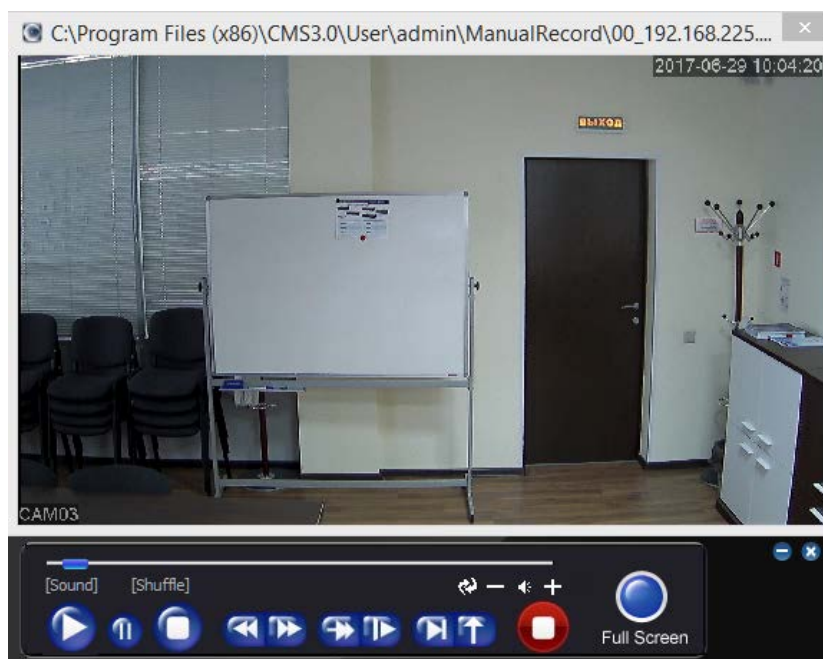 C:\Program Files (x86)\CMS3.0\User\admin\ManualRecord\00_192.168.225....
2017-06-29 10:04:20
ВЫХОД
CAM03
[Sound] [Shuffle]
Full Screen